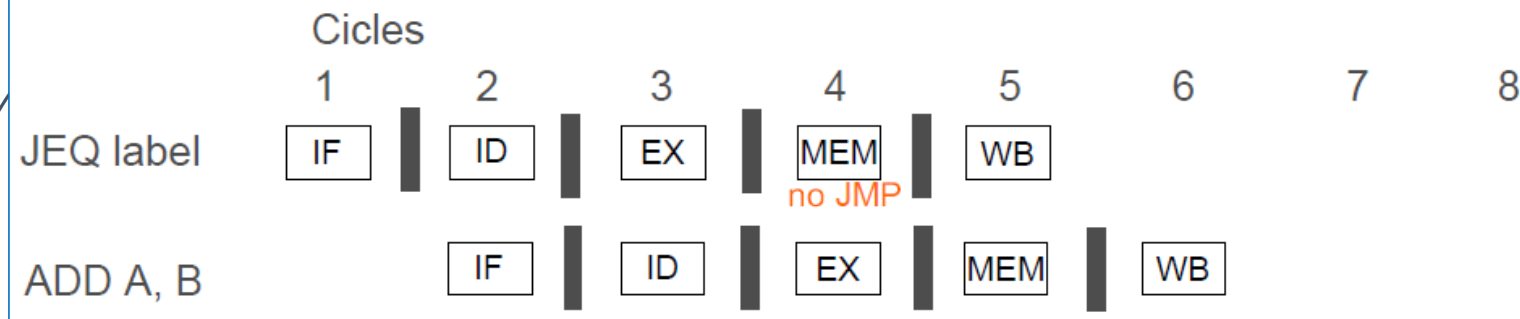 Cicles
1 2 3 4 5 6 7 8
JEQ label IF ID EX MEM WB
no JMP
ADD A, B IF ID EX MEM WB